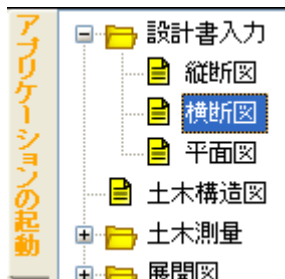 アプリケーションの起動
設計書入力
縦断図
横断図
平面図
土木構造図
土木測量
展開図